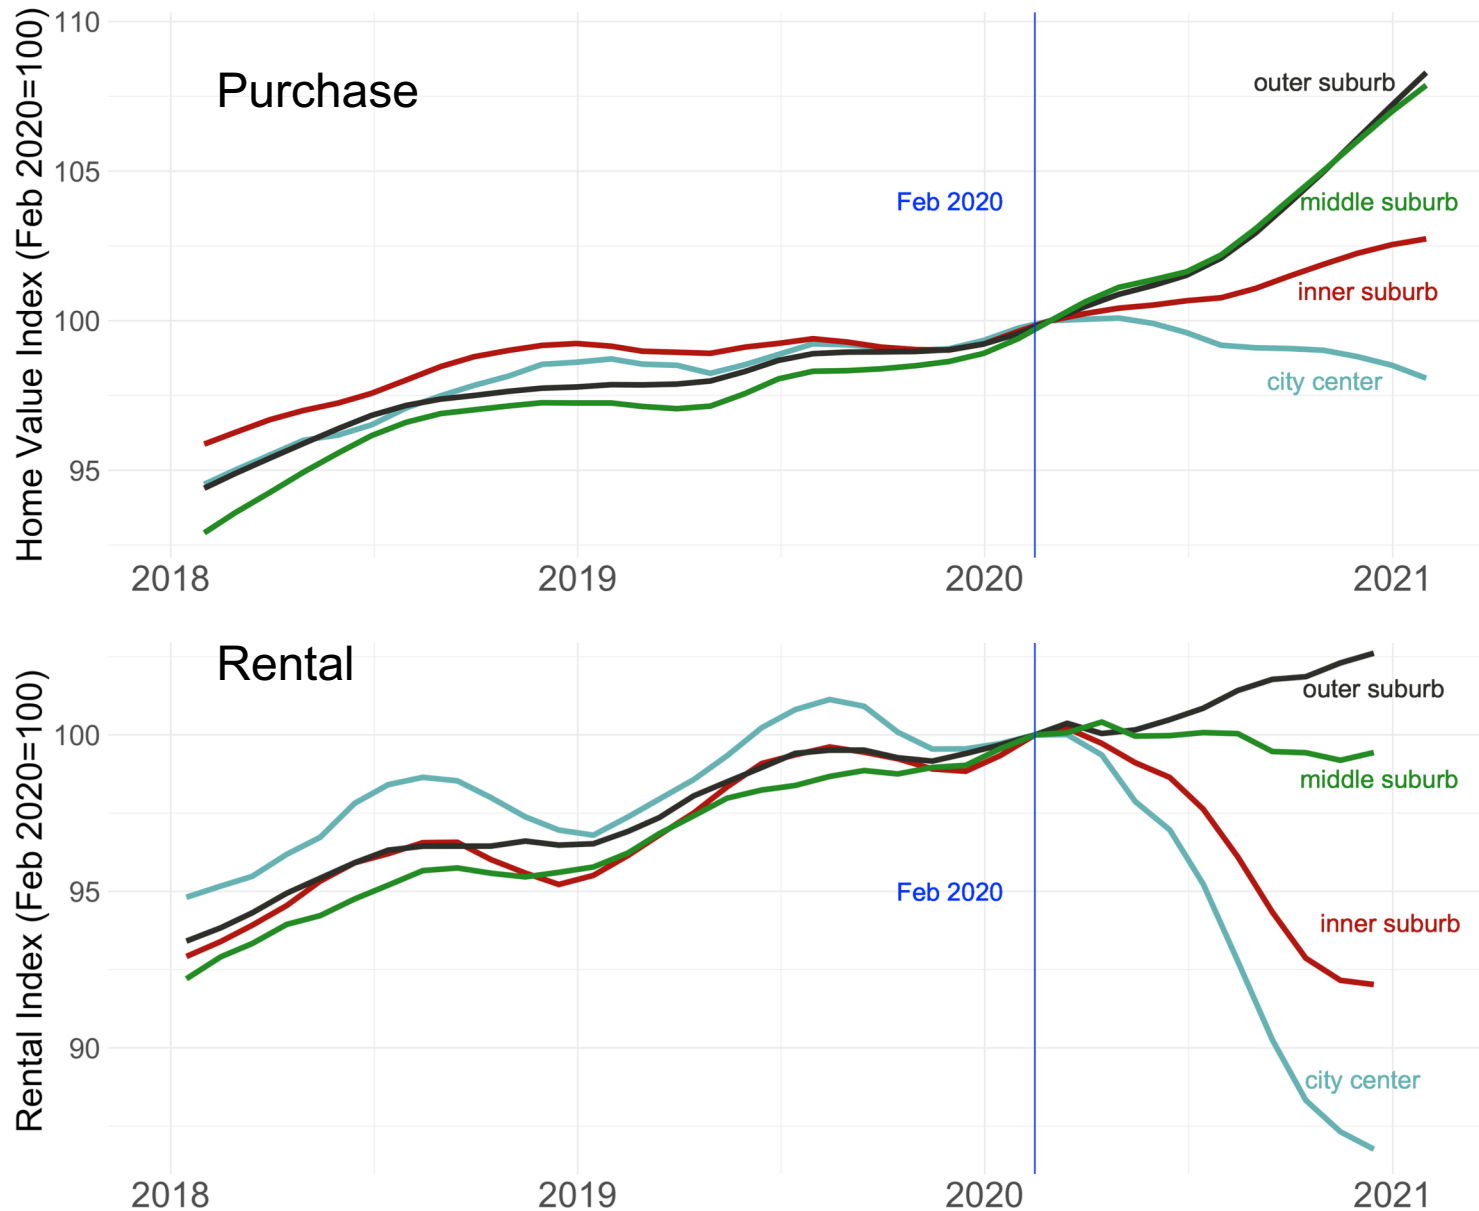 Home Value Index (Feb 2020=100)
110
105
100
95
Purchase
outer suburb
Feb 2020
middle suburb
inner suburb
city center
2018
2019
2020
2021
Rental Index (Feb 2020=100)
100
95
90
Rental
outer suburb
middle suburb
Feb 2020
inner suburb
city center
2018
2019
2020
2021